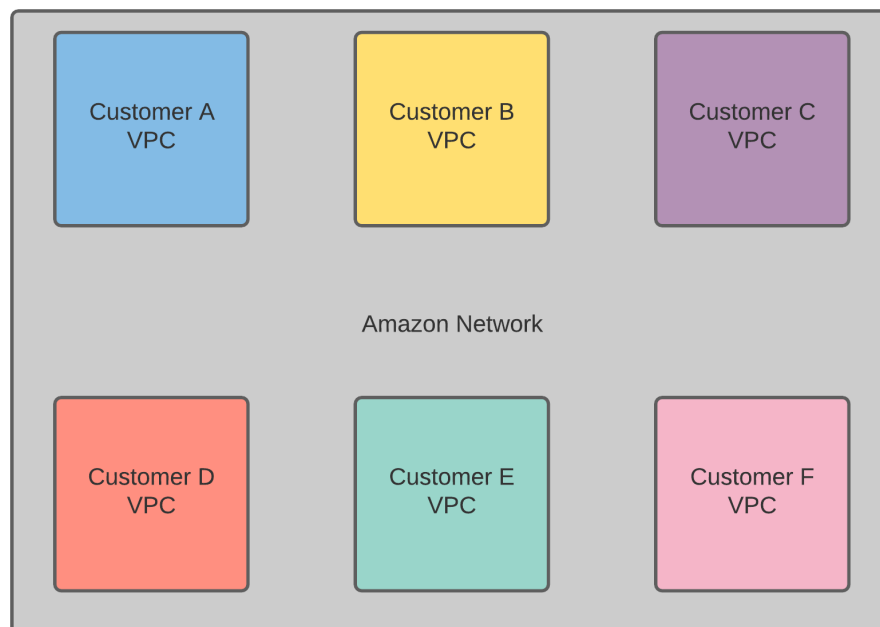 Customer A
VPC
Customer B
VPC
Customer C
VPC
Amazon Network
Customer D
VPC
Customer E
VPC
Customer F
VPC